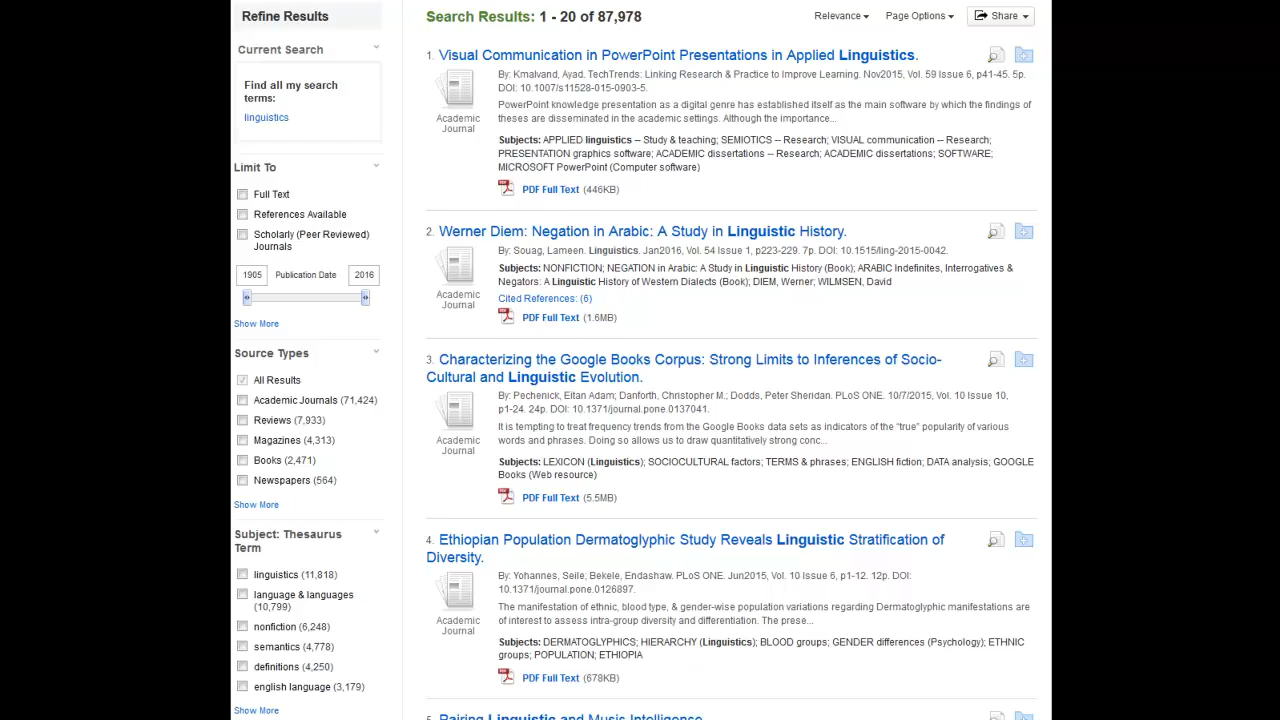 Refine Results
Current Search
Find all my search
terms:
linguistics
Limit To
Full Text
References Available
Scholarly (Peer Reviewed)
Journals
1905 Publication Date 2016
Show More
Source Types
All Results
Academic Journals (71,424)
Reviews (7,933)
Magazines (4,313)
Books (2,471)
Newspapers (564)
Show More
Subject: Thesaurus
Term
linguistics (11,818)
language & languages
(10,799)
nonfiction (6,248)
semantics (4,778)
definitions (4,250)
english language (3,179)
Show More
Search Results: 1 - 20 of 87,978
Relevance Page Options Share
1. Visual Communication in PowerPoint Presentations in Applied Linguistics.
Academic
Journal
By: Kmalvand, Ayad. TechTrends: Linking Research & Practice to Improve Learning. Nov2015, Vol. 59 Issue 6, p41-45. 5p.
DOI: 10.1007/s11528-015-0903-5.
PowerPoint knowledge presentation as a digital genre has established itself as the main software by which the findings of
theses are disseminated in the academic settings. Although the importance...
Subjects: APPLIED linguistics -- Study & teaching; SEMIOTICS -- Research; VISUAL communication -- Research;
PRESENTATION graphics software; ACADEMIC dissertations -- Research; ACADEMIC dissertations; SOFTWARE;
MICROSOFT PowerPoint (Computer software)
PDF Full Text (446KB)
2. Werner Diem: Negation in Arabic: A Study in Linguistic History.
Academic
Journal
By: Souag, Lameen. Linguistics. Jan2016, Vol. 54 Issue 1, p223-229. 7p. DOI: 10.1515/ling-2015-0042.
Subjects: NONFICTION; NEGATION in Arabic: A Study in Linguistic History (Book); ARABIC Indefinites, Interrogatives &
Negators: A Linguistic History of Western Dialects (Book); DIEM, Werner; WILMSEN, David
Cited References: (6)
PDF Full Text (1.6MB)
3. Characterizing the Google Books Corpus: Strong Limits to Inferences of Socio-
Cultural and Linguistic Evolution.
Academic
Journal
By: Pechenick, Eitan Adam; Danforth, Christopher M.; Dodds, Peter Sheridan. PLoS ONE. 10/7/2015, Vol. 10 Issue 10,
p1-24. 24p. DOI: 10.1371/journal.pone.0137041.
It is tempting to treat frequency trends from the Google Books data sets as indicators of the "true" popularity of various
words and phrases. Doing so allows us to draw quantitatively strong conc...
Subjects: LEXICON (Linguistics); SOCIOCULTURAL factors; TERMS & phrases; ENGLISH fiction; DATA analysis; GOOGLE
Books (Web resource)
PDF Full Text (5.5MB)
4. Ethiopian Population Dermatoglyphic Study Reveals Linguistic Stratification of
Diversity.
Academic
Journal
By: Yohannes, Seile; Bekele, Endashaw. PLoS ONE. Jun2015, Vol. 10 Issue 6, p1-12. 12p. DOI:
10.1371/journal.pone.0126897.
The manifestation of ethnic, blood type, & gender-wise population variations regarding Dermatoglyphic manifestations are
of interest to assess intra-group diversity and differentiation. The prese...
Subjects: DERMATOGLYPHICS; HIERARCHY (Linguistics); BLOOD groups; GENDER differences (Psychology); ETHNIC
groups; POPULATION; ETHIOPIA
PDF Full Text (678KB)
5. Pairing Linguistic and Music Intelligence.